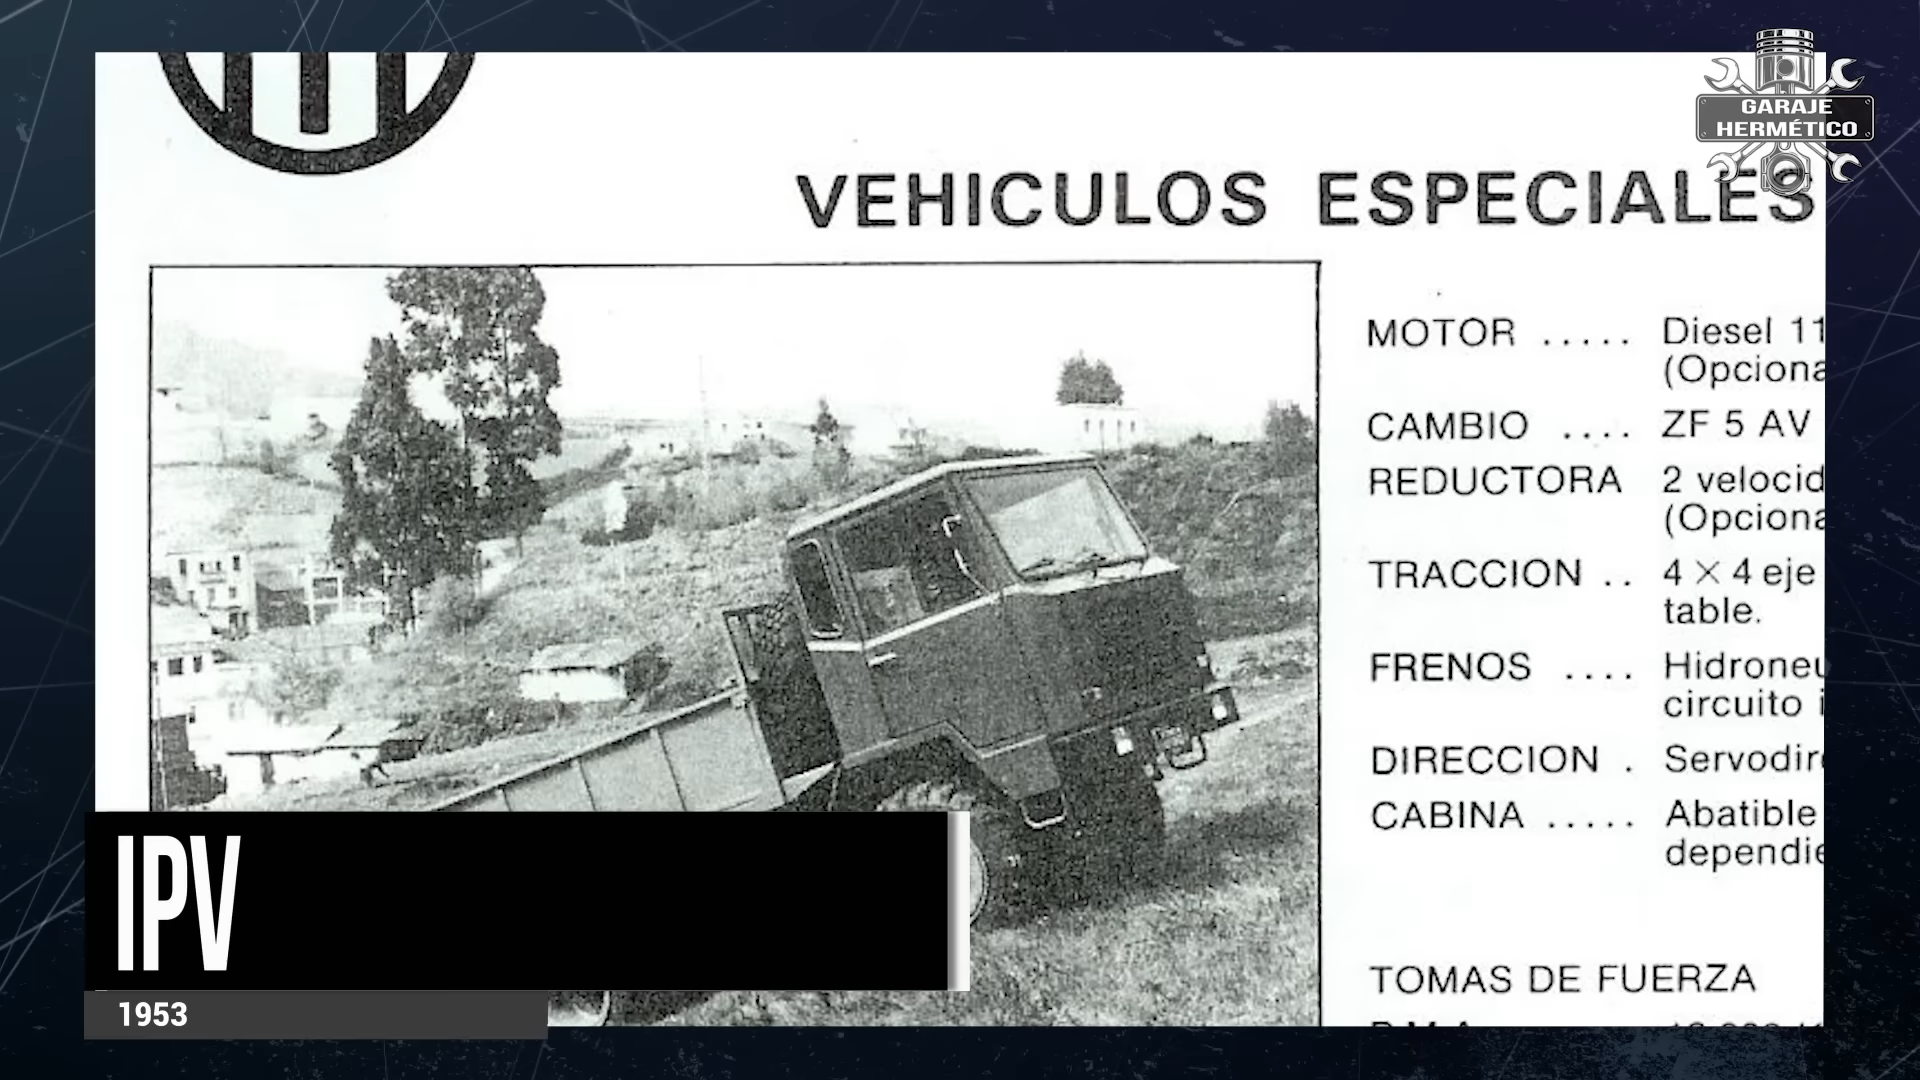 GARAJE
HERMÉTICO
VEHICULOS ESPECIALES
MOTOR ..... Diesel 11
(Opciona
CAMBIO .... ZF 5 AV
REDUCTORA 2 velocid
(Opciona
TRACCION .. 4 × 4 eje
table.
FRENOS .... Hidroneu
circuito i
DIRECCION . Servodire
CABINA ..... Abatible
dependie
TOMAS DE FUERZA
IPV
1953